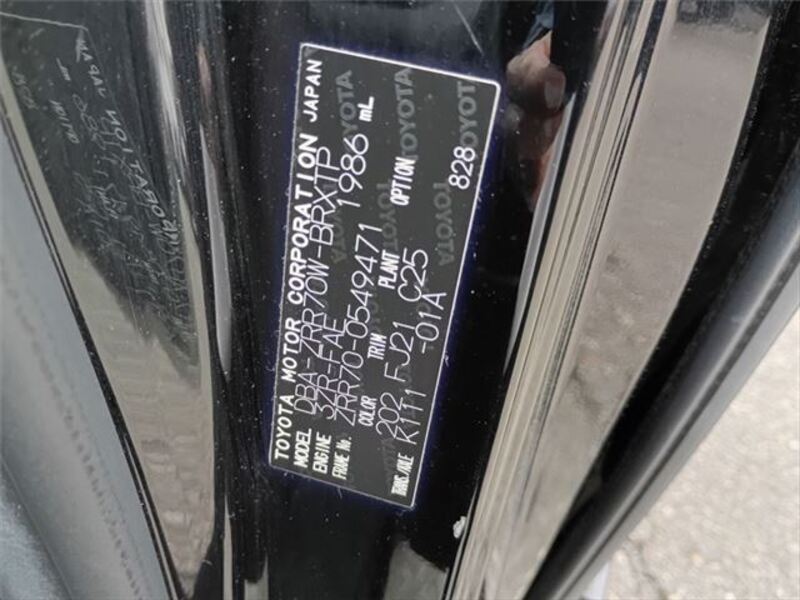 TOYOTA MOTOR CORPORATION JAPAN
MODEL DBA-ZRR70W-BRXTP
ENGINE 3ZR-FAE 1986 mL
FRAME No. ZRR70-0549471
COLOR TRIM PLANT OPTION
202 FJ21 C25 828
TRANS/AXLE K111 -01A